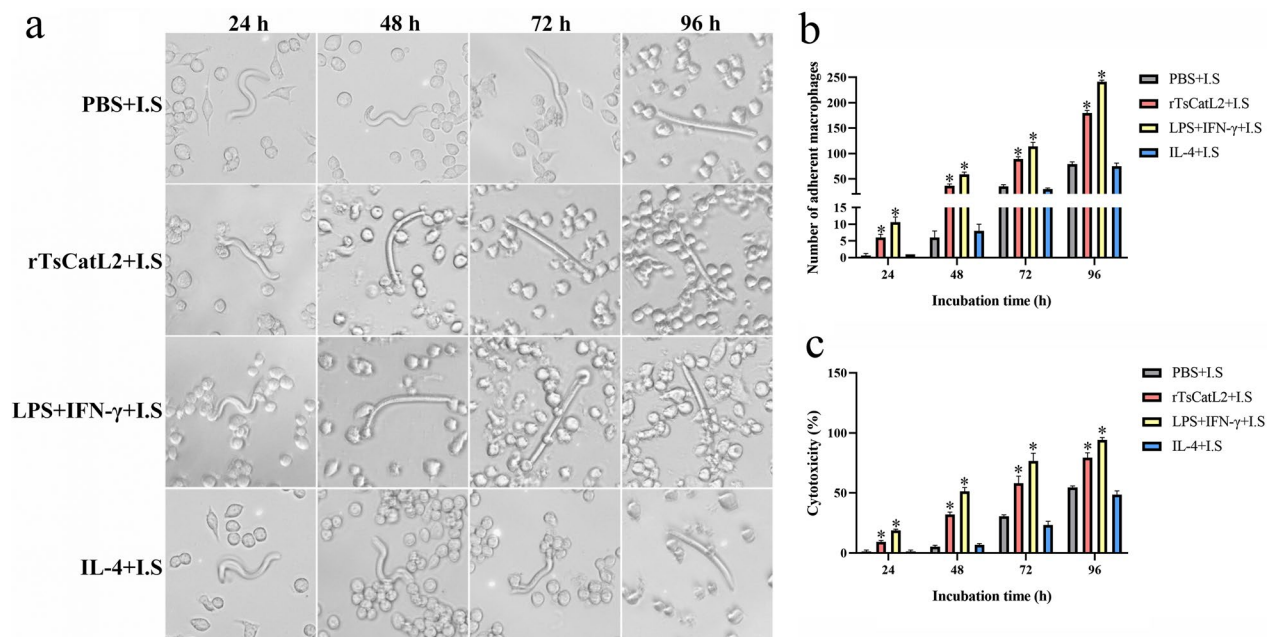 a
24 h 48 h 72 h 96 h
PBS+I.S
rTsCatL2+I.S
LPS+IFN-γ+I.S
IL-4+I.S
b
Number of adherent macrophages
250
200
150
100
50
15
10
5
0
* * * * * * * *
24 48 72 96
Incubation time (h)
PBS+I.S
rTsCatL2+I.S
LPS+IFN-γ+I.S
IL-4+I.S
c
Cytotoxicity (%)
150
100
50
0
* * * * * * * *
24 48 72 96
Incubation time (h)
PBS+I.S
rTsCatL2+I.S
LPS+IFN-γ+I.S
IL-4+I.S